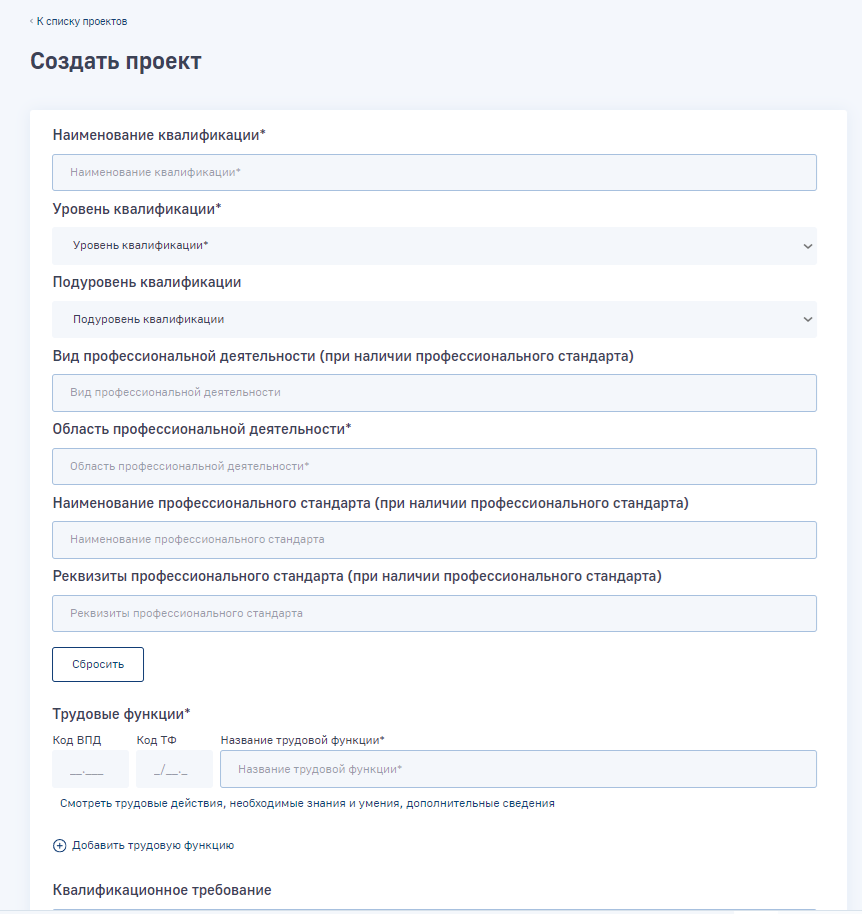 ‹ К списку проектов
Создать проект
Наименование квалификации*
Наименование квалификации*
Уровень квалификации*
Уровень квалификации*
Подуровень квалификации
Подуровень квалификации
Вид профессиональной деятельности (при наличии профессионального стандарта)
Вид профессиональной деятельности
Область профессиональной деятельности*
Область профессиональной деятельности*
Наименование профессионального стандарта (при наличии профессионального стандарта)
Наименование профессионального стандарта
Реквизиты профессионального стандарта (при наличии профессионального стандарта)
Реквизиты профессионального стандарта
Сбросить
Трудовые функции*
Код ВПД Код ТФ Название трудовой функции*
__.___ _/__._ Название трудовой функции*
Смотреть трудовые действия, необходимые знания и умения, дополнительные сведения
Добавить трудовую функцию
Квалификационное требование